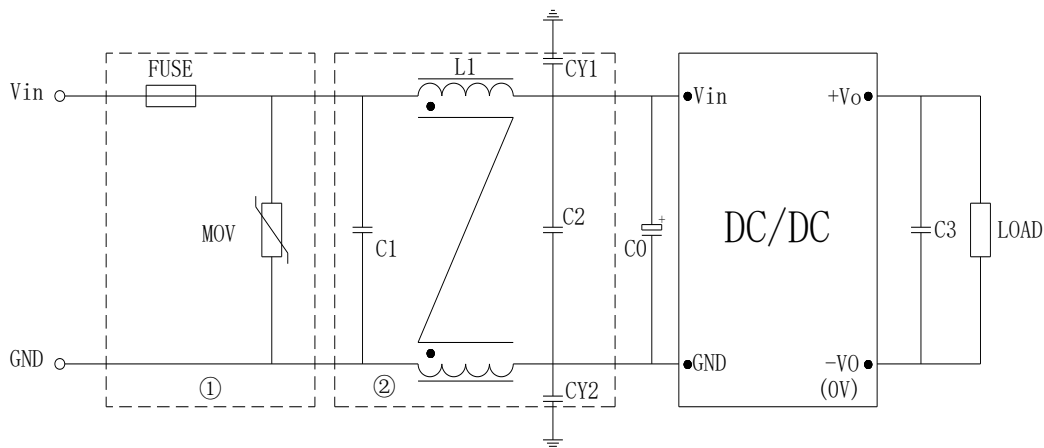 FUSE
L1
CY1
Vin
Vin
+Vo
MOV
C1
C2
+
C0
DC/DC
C3
LOAD
GND
GND
-VO
(0V)
①
②
CY2